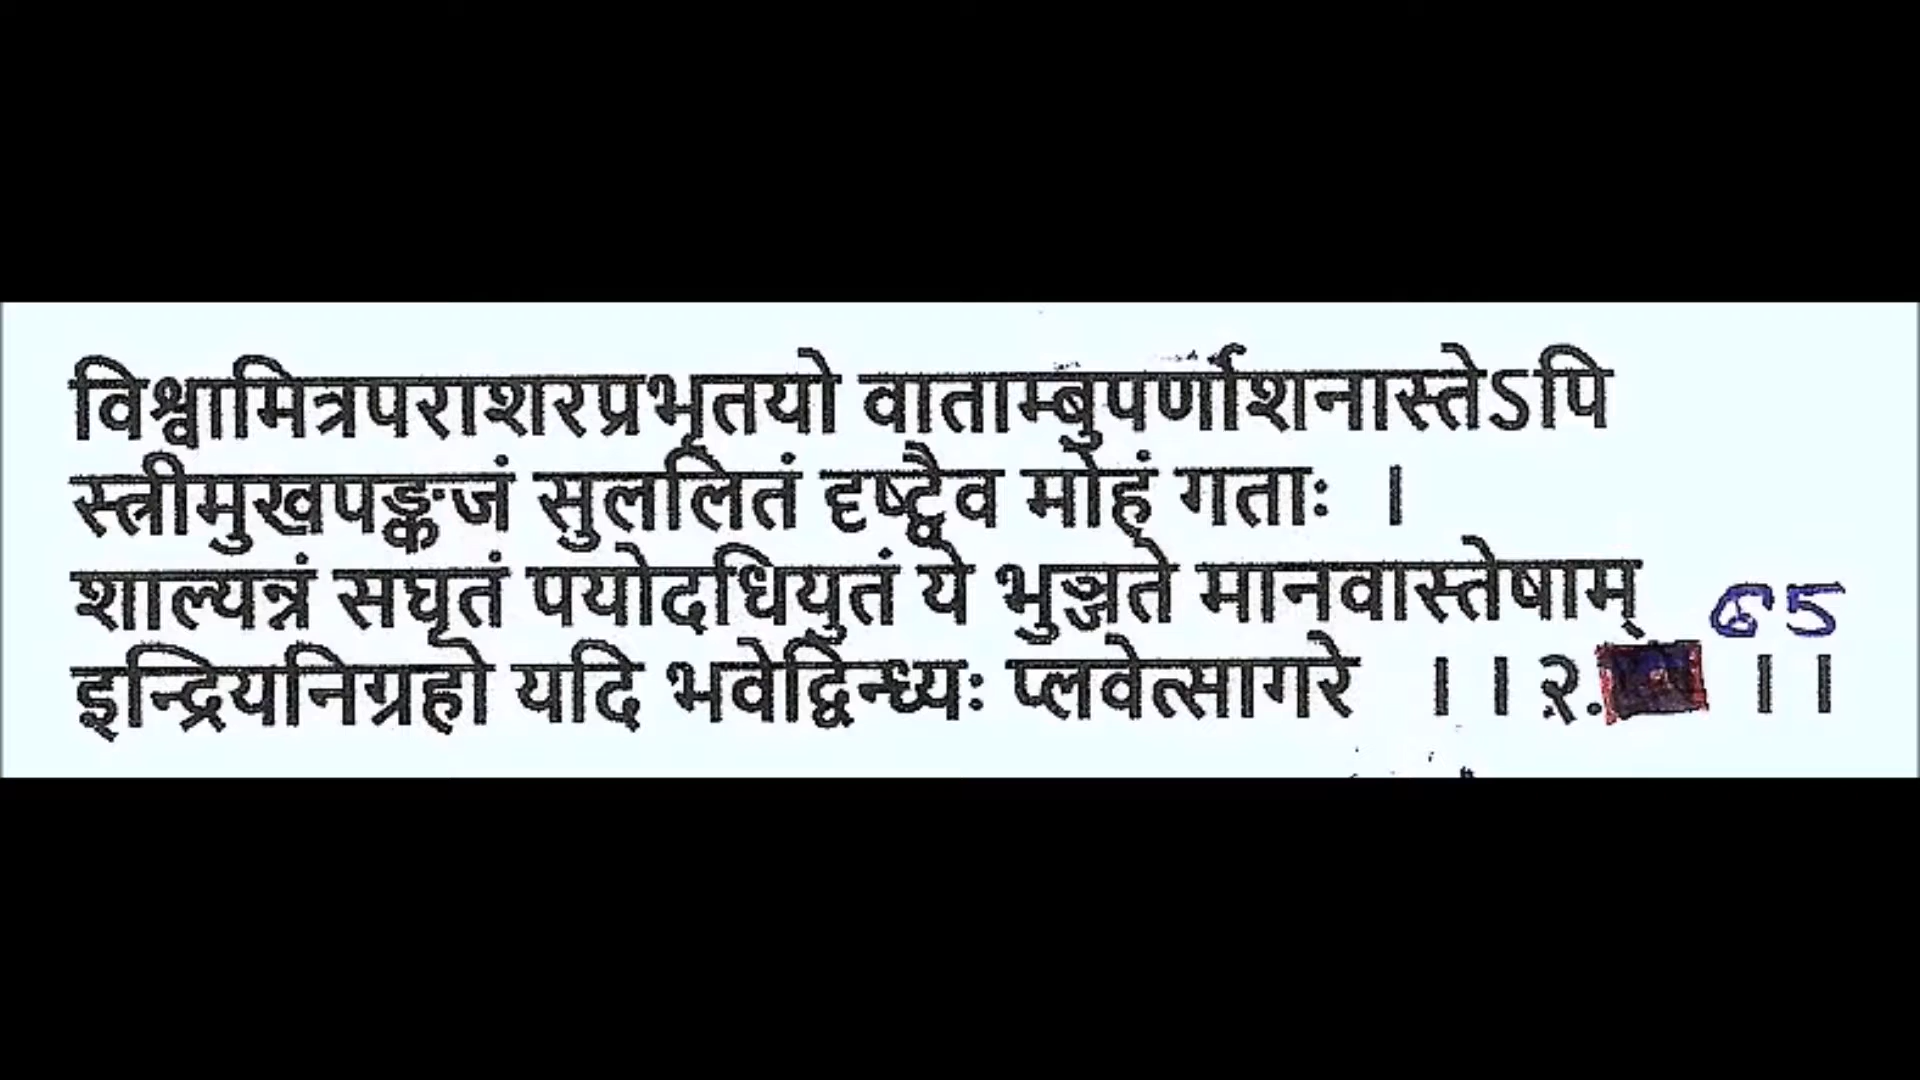 विश्वामित्रपराशरप्रभृतयो वाताम्बुपर्णाशनास्तेऽपि
स्त्रीमुखपङ्कजं सुललितं दृष्ट्वैव मोहं गताः ।
शाल्यन्नं सघृतं पयोदधियुतं ये भुञ्जते मानवास्तेषाम्
इन्द्रियनिग्रहो यदि भवेद्विन्ध्यः प्लवेत्सागरे ।। २. ।।